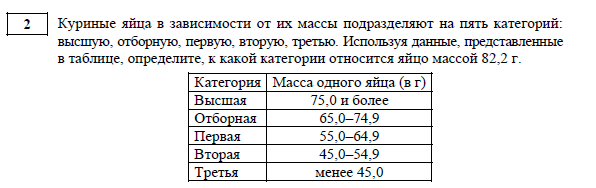 2
Куриные яйца в зависимости от их массы подразделяют на пять категорий:
высшую, отборную, первую, вторую, третью. Используя данные, представленные
в таблице, определите, к какой категории относится яйцо массой 82,2 г.
Категория Масса одного яйца (в г)
Высшая 75,0 и более
Отборная 65,0–74,9
Первая 55,0–64,9
Вторая 45,0–54,9
Третья менее 45,0